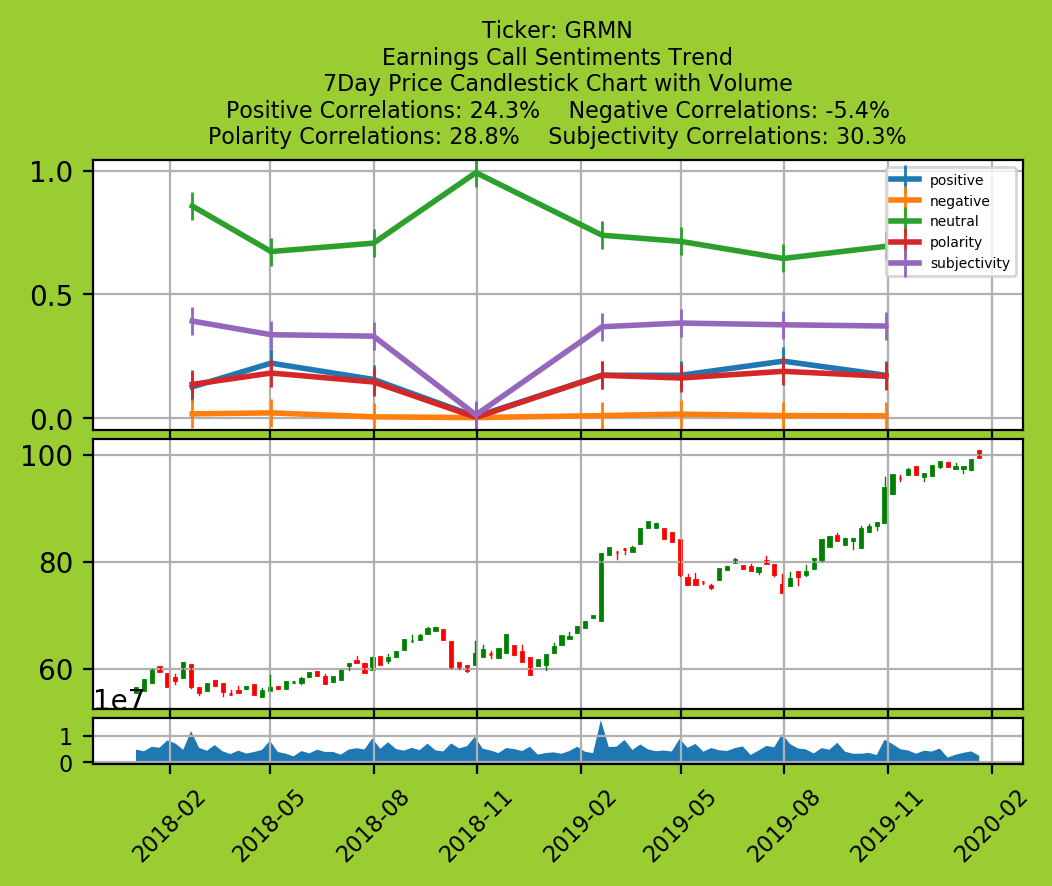 Ticker: GRMN
Earnings Call Sentiments Trend
7Day Price Candlestick Chart with Volume
Positive Correlations: 24.3%    Negative Correlations: -5.4%
Polarity Correlations: 28.8%    Subjectivity Correlations: 30.3%
1.0
0.5
0.0
positive
negative
neutral
polarity
subjectivity
100
80
60
1e7
1
0
2018-02
2018-05
2018-08
2018-11
2019-02
2019-05
2019-08
2019-11
2020-02